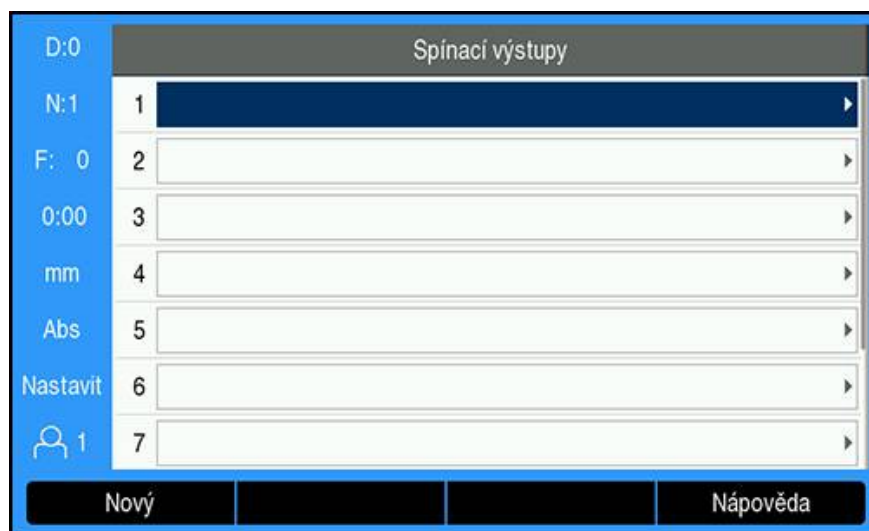 D:0
N:1
F: 0
0:00
mm
Abs
Nastavit
1
Spínací výstupy
1
2
3
4
5
6
7
Nový
Nápověda